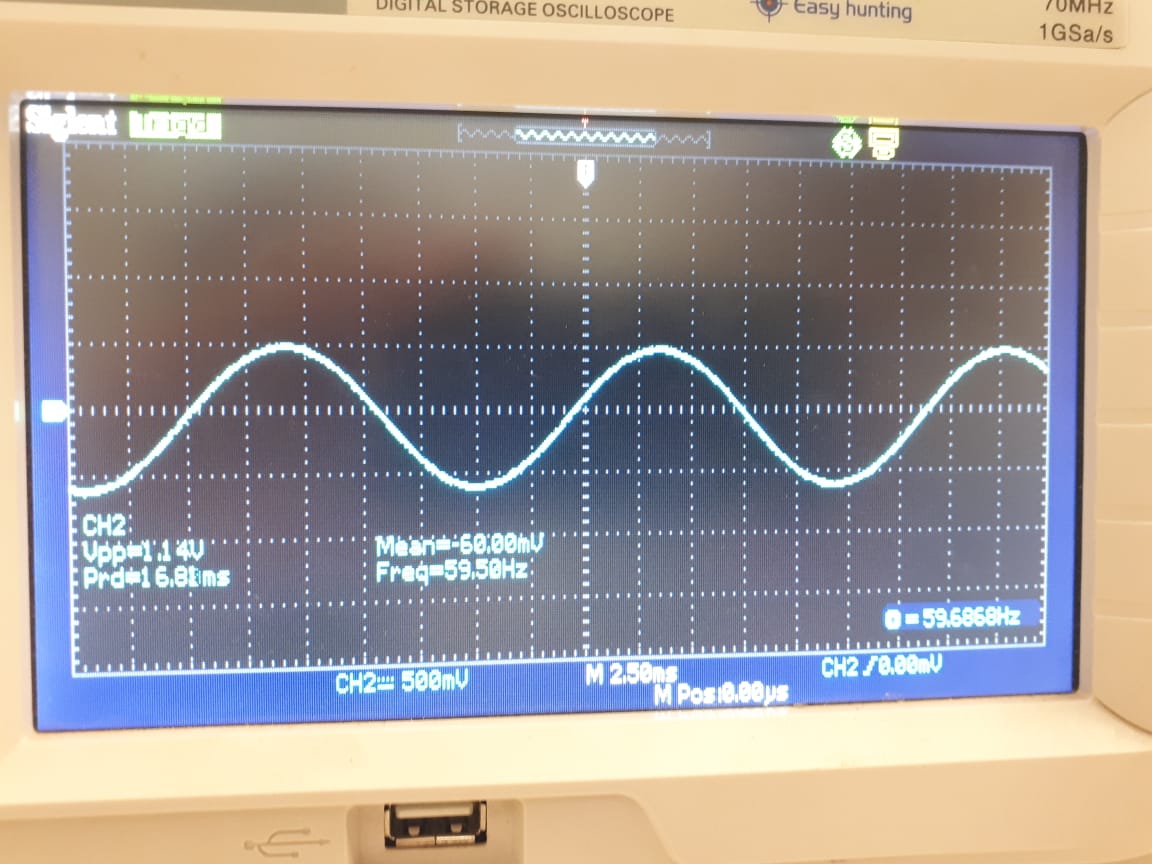 DIGITAL STORAGE OSCILLOSCOPE
Easy hunting
70MHz
1GSa/s
Siglent
CH2
Vpp=1.14V
Mean=-60.00mV
Freq=59.50Hz
= 59.6868Hz
CH2 500mV
M 2.50ms
M Pos:0.00µs
CH2 / 0.00mV